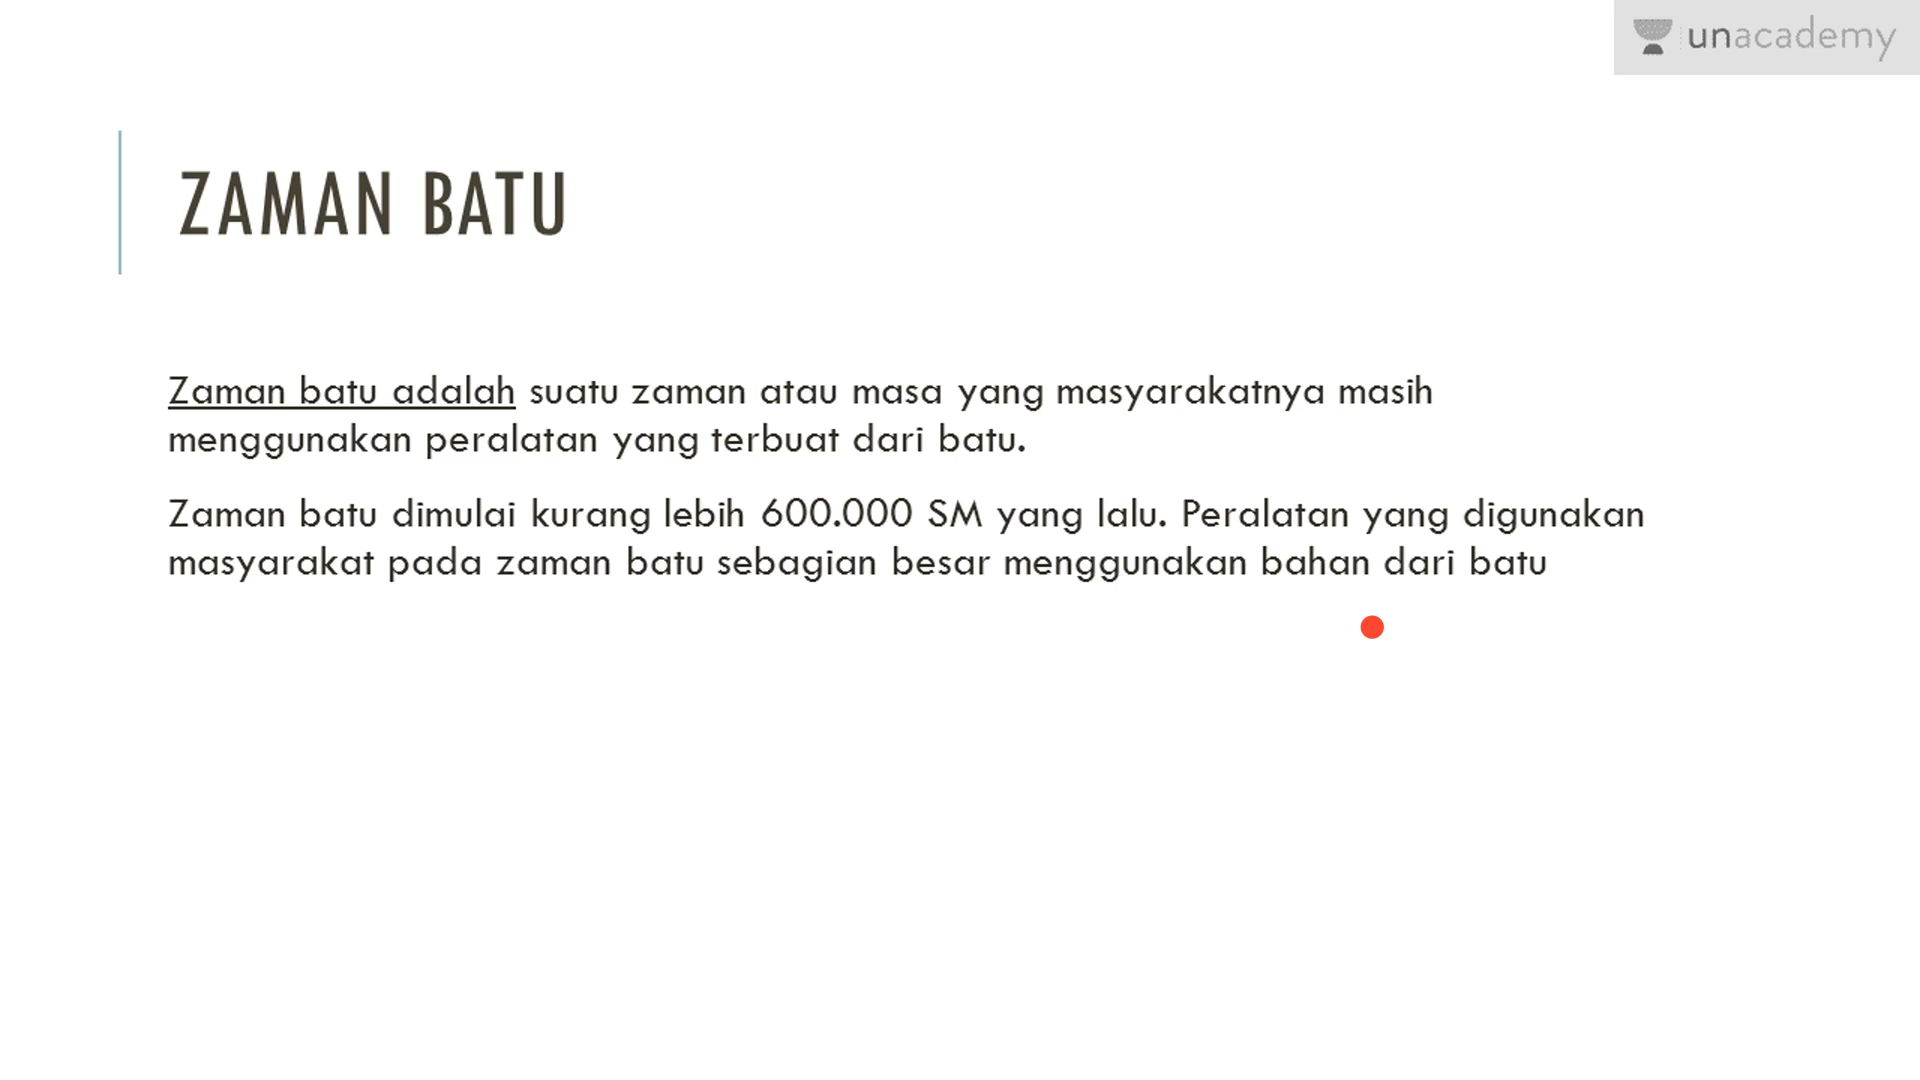 unacademy
ZAMAN BATU
Zaman batu adalah suatu zaman atau masa yang masyarakatnya masih
menggunakan peralatan yang terbuat dari batu.
Zaman batu dimulai kurang lebih 600.000 SM yang lalu. Peralatan yang digunakan
masyarakat pada zaman batu sebagian besar menggunakan bahan dari batu